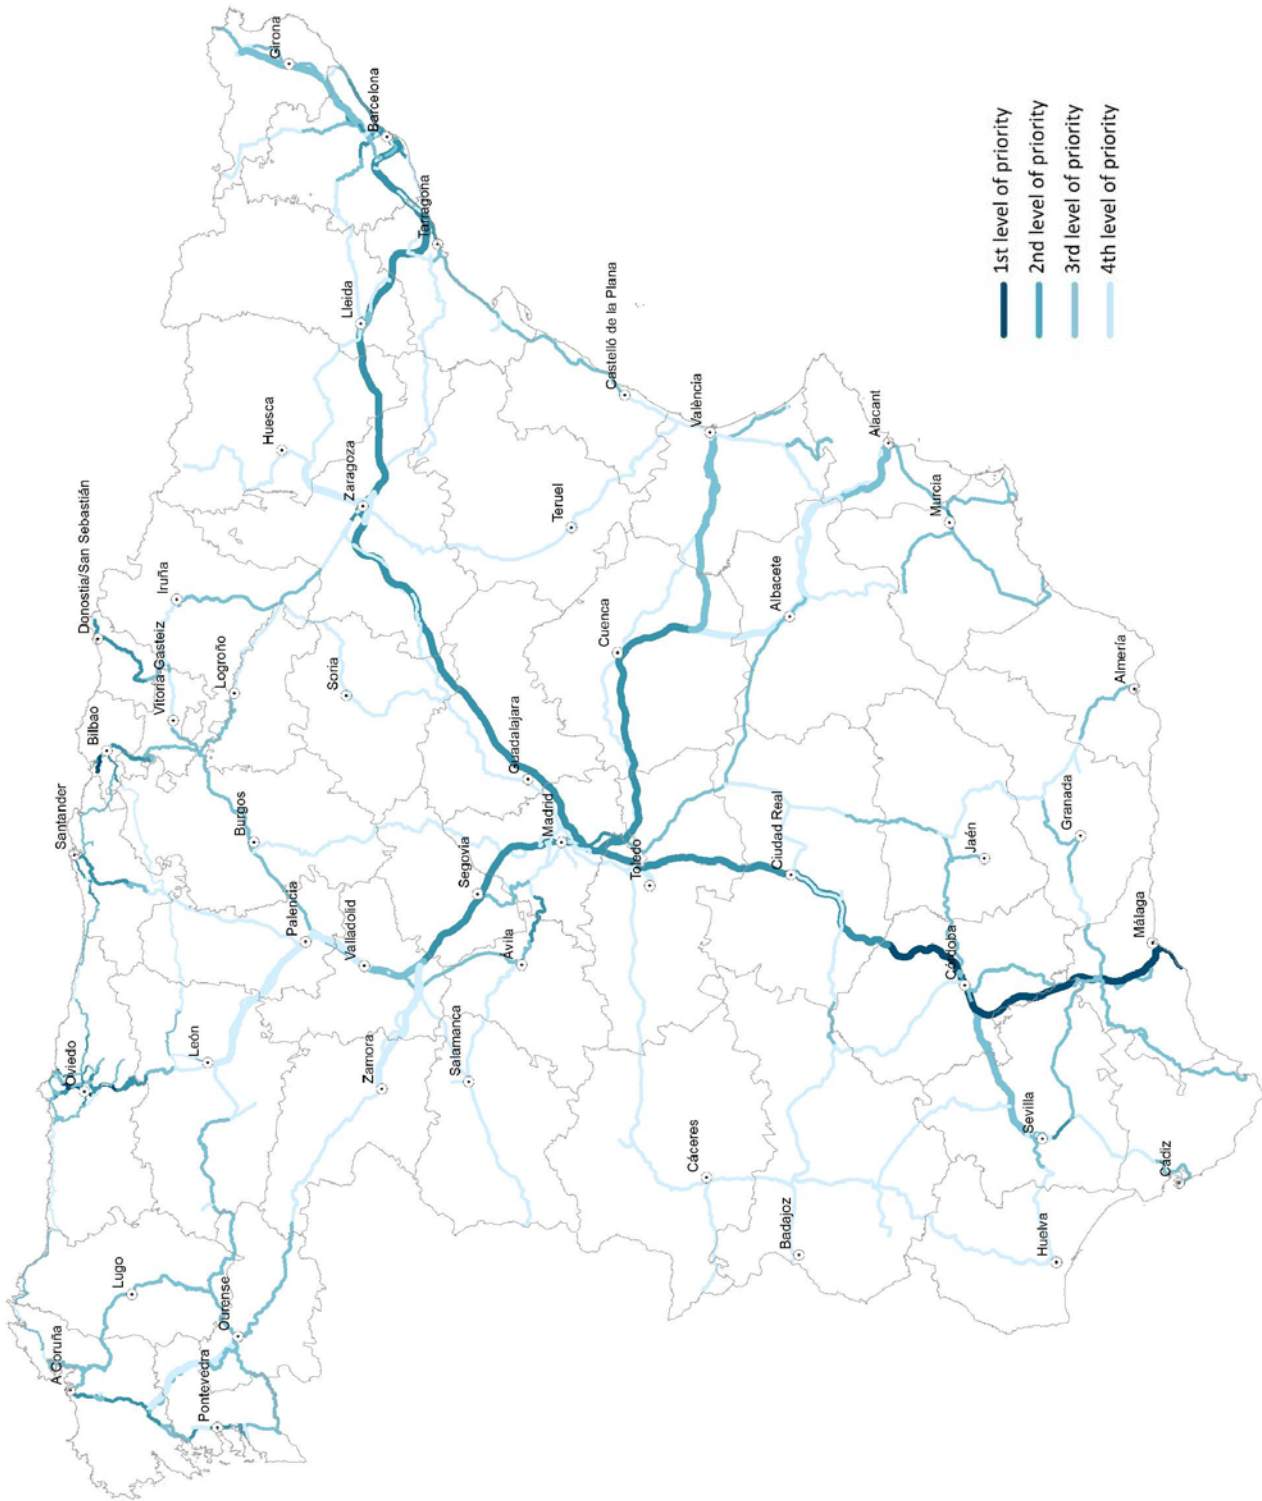 A Coruña
Lugo
Pontevedra
Ourense
Oviedo
León
Santander
Bilbao
Donostia/San Sebastián
Vitoria-Gasteiz
Iruña
Logroño
Burgos
Palencia
Valladolid
Zamora
Salamanca
Segovia
Ávila
Soria
Huesca
Zaragoza
Lleida
Girona
Barcelona
Tarragona
Teruel
Guadalajara
Madrid
Toledo
Cuenca
Castelló de la Plana
València
Albacete
Alacant
Murcia
Ciudad Real
Cáceres
Badajoz
Córdoba
Jaén
Granada
Almería
Málaga
Sevilla
Huelva
Cádiz
1st level of priority
2nd level of priority
3rd level of priority
4th level of priority